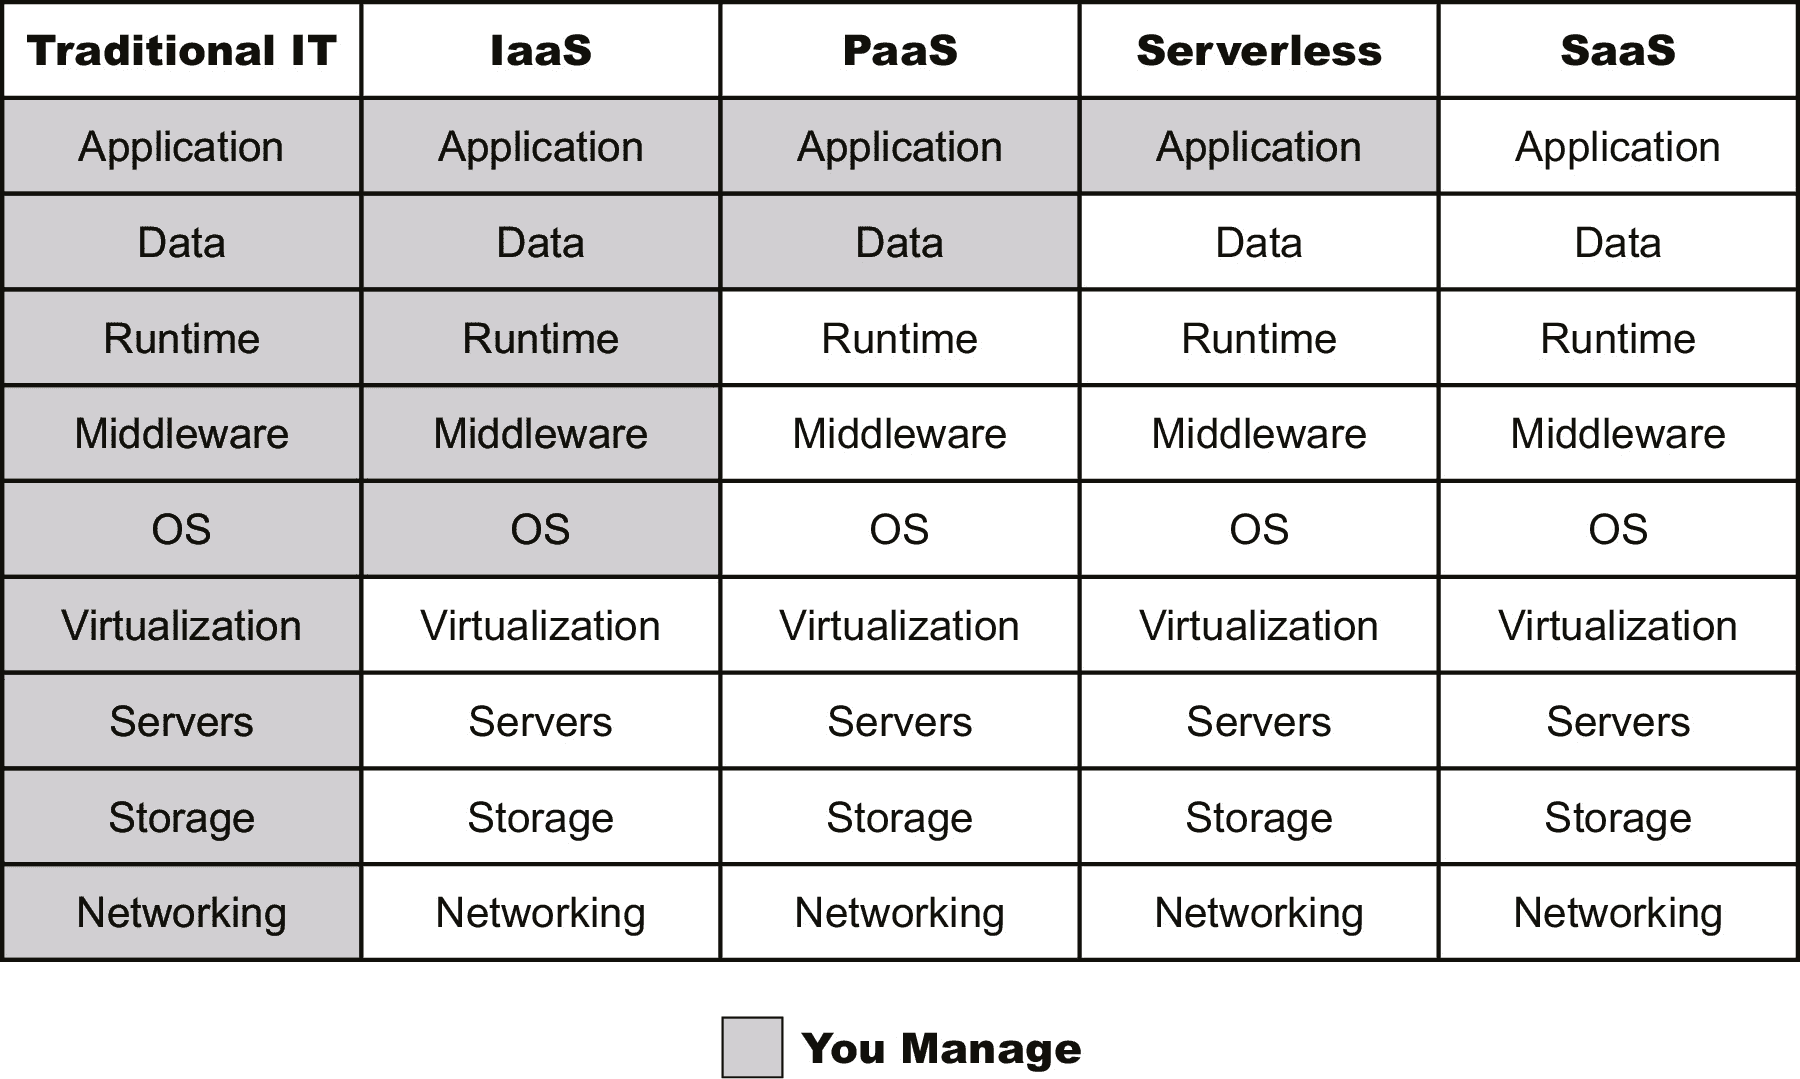 Traditional IT IaaS PaaS Serverless SaaS
Application Application Application Application Application
Data Data Data Data Data
Runtime Runtime Runtime Runtime Runtime
Middleware Middleware Middleware Middleware Middleware
OS OS OS OS OS
Virtualization Virtualization Virtualization Virtualization Virtualization
Servers Servers Servers Servers Servers
Storage Storage Storage Storage Storage
Networking Networking Networking Networking Networking
You Manage